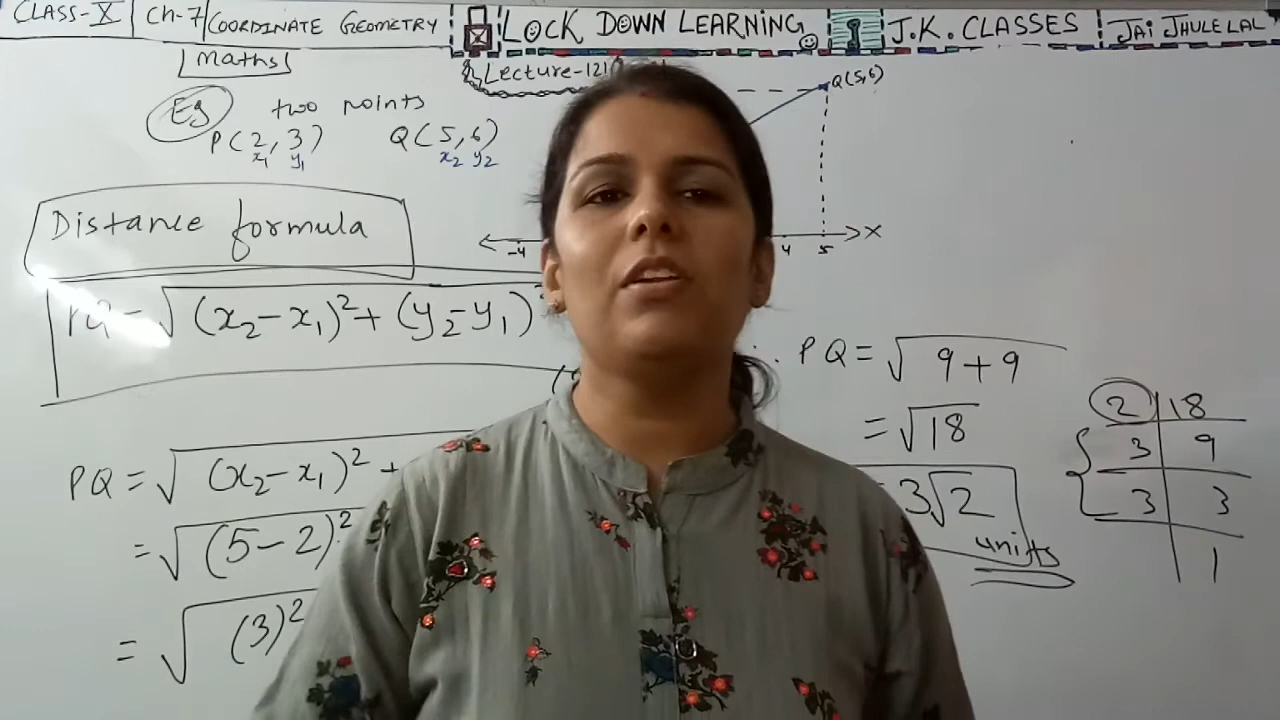 CLASS-X Ch-7 COORDINATE GEOMETRY LOCK DOWN LEARNING J.K. CLASSES JAI JHULELAL
Maths
Lecture-121
Eg two points
P(2, 3) Q(5, 6)
x₁ y₁ x₂ y₂
Q(5,6)
Distance formula
-4 4 5 X
PQ = √(x₂-x₁)²+(y₂-y₁)²
PQ = √(x₂-x₁)²+
=√(5-2)²
=√(3)²
∴ PQ = √9+9
= √18
= 3√2
units
2 18
3 9
3 3
1